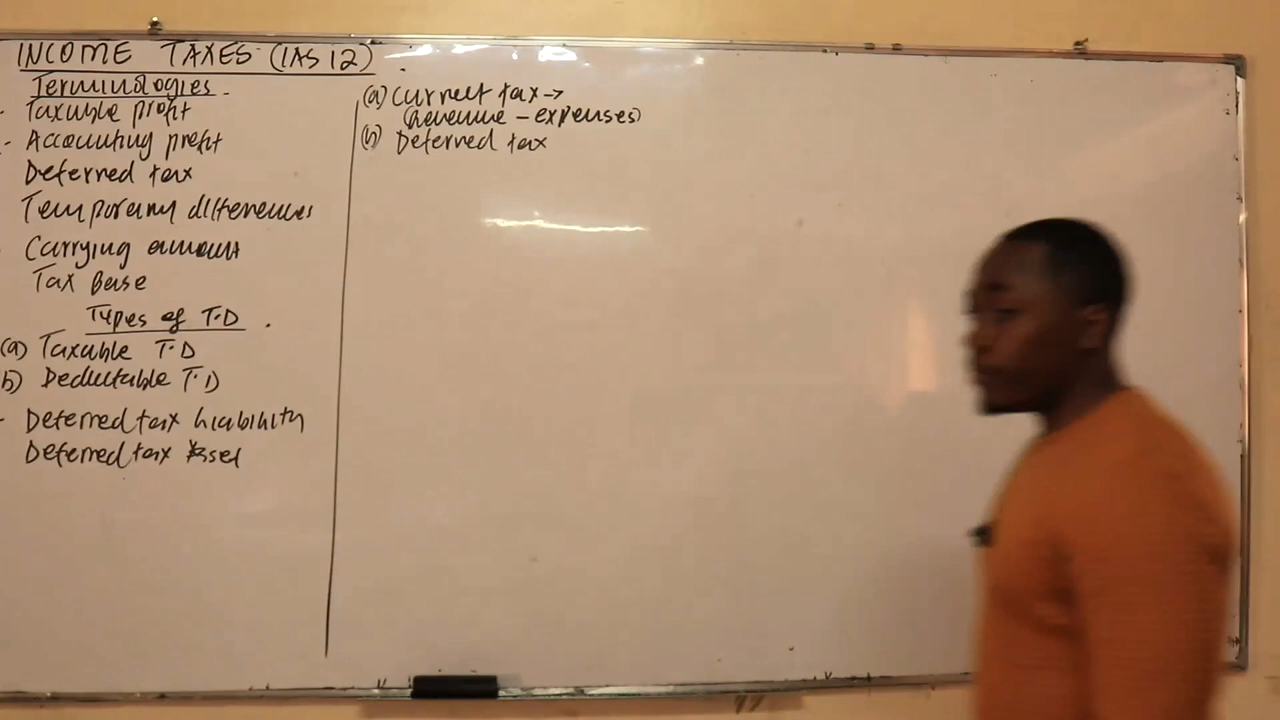 INCOME TAXES (IAS 12)
Terminologies
- Taxable profit
- Accounting profit
Deferred tax
Temporary differences
- Carrying amount
Tax Base
Types of T.D
(a) Taxable T.D
b) Deductable T.D
- Deferred tax liability
Deferred tax Asset
(a) Current tax →
(Revenue - expenses)
(b) Deferred tax